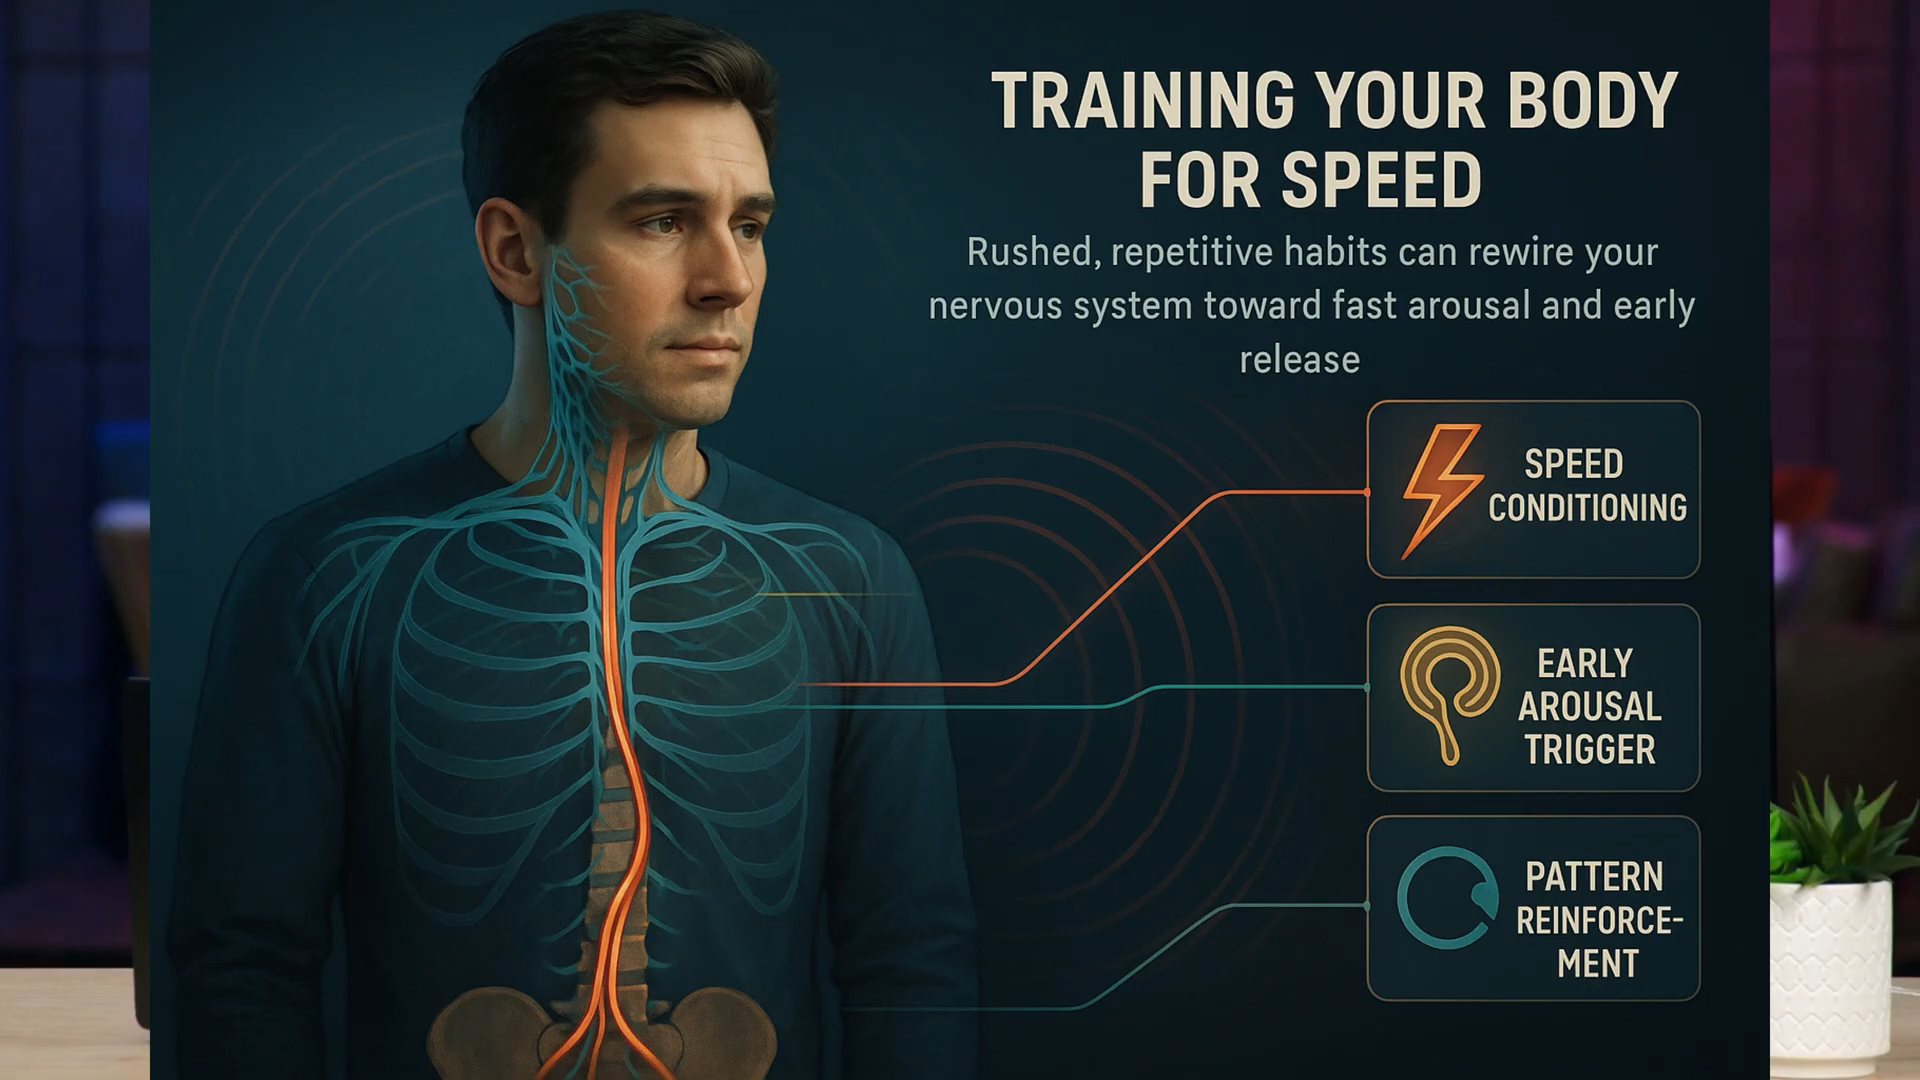 TRAINING YOUR BODY
FOR SPEED
Rushed, repetitive habits can rewire your
nervous system toward fast arousal and early
release
SPEED
CONDITIONING
EARLY
AROUSAL
TRIGGER
PATTERN
REINFORCE-
MENT